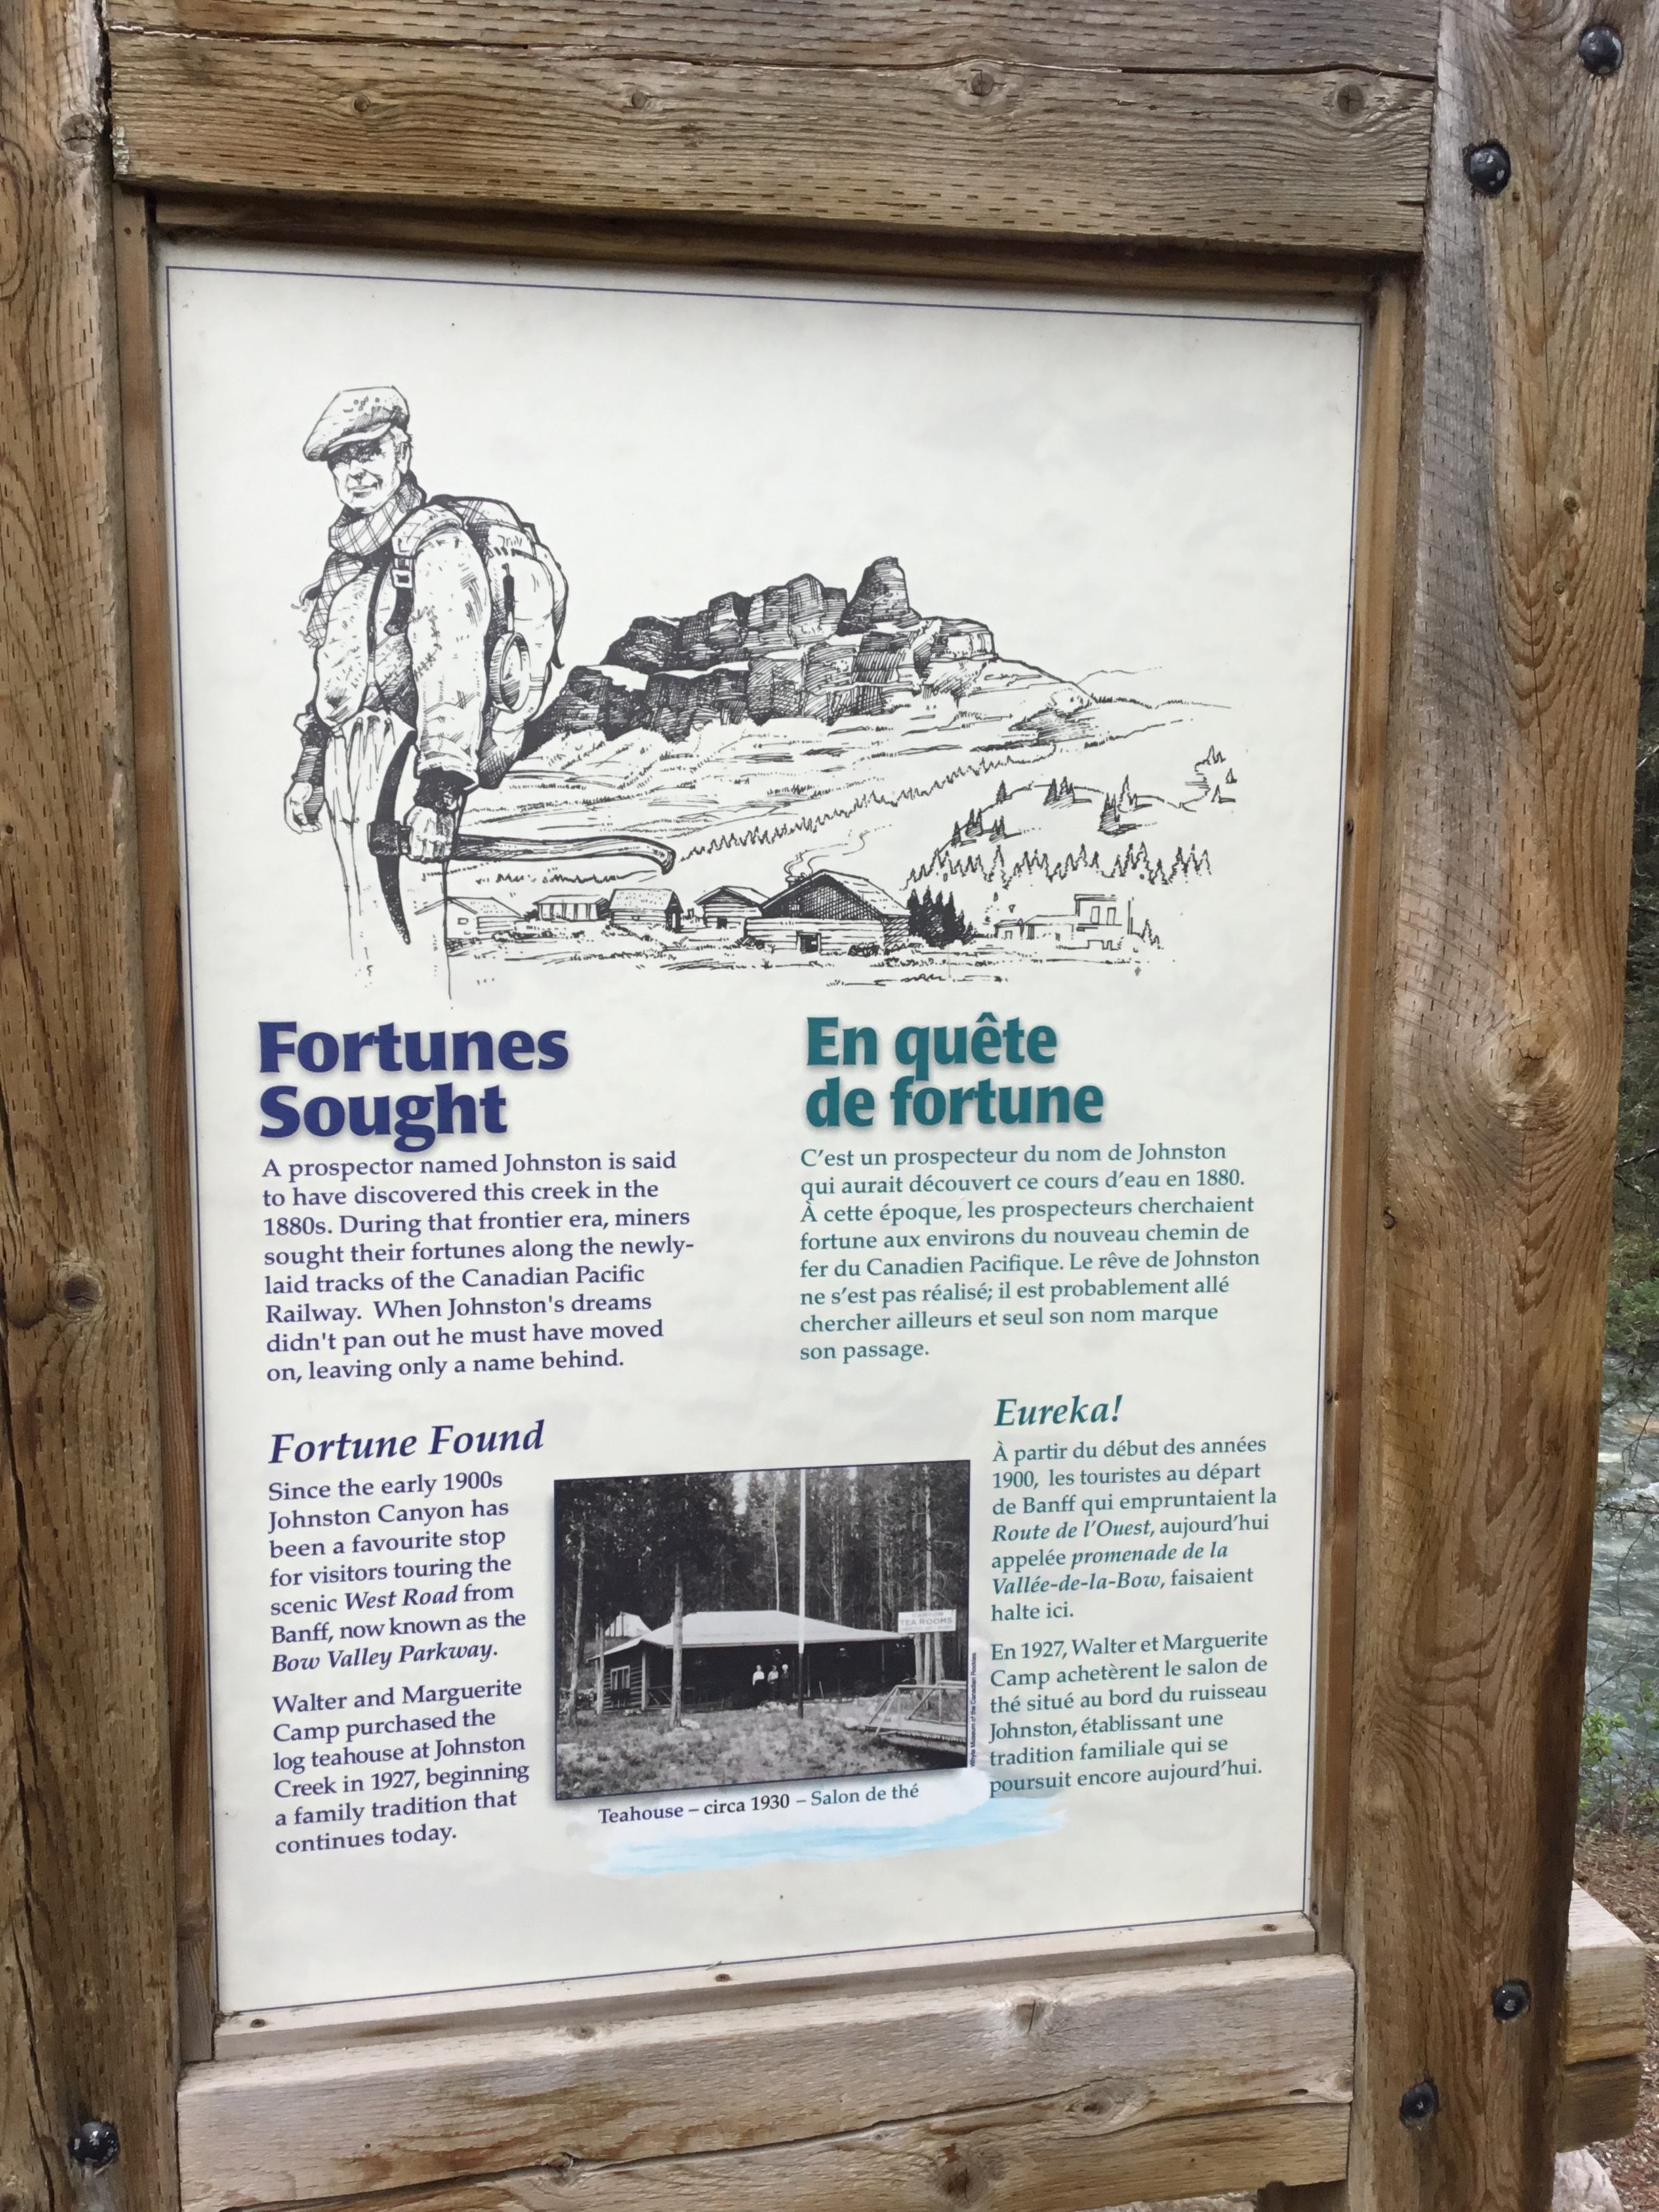 Fortunes
Sought
A prospector named Johnston is said
to have discovered this creek in the
1880s. During that frontier era, miners
sought their fortunes along the newly-
laid tracks of the Canadian Pacific
Railway. When Johnston's dreams
didn't pan out he must have moved
on, leaving only a name behind.
Fortune Found
Since the early 1900s
Johnston Canyon has
been a favourite stop
for visitors touring the
scenic West Road from
Banff, now known as the
Bow Valley Parkway.
Walter and Marguerite
Camp purchased the
log teahouse at Johnston
Creek in 1927, beginning
a family tradition that
continues today.
En quête
de fortune
C'est un prospecteur du nom de Johnston
qui aurait découvert ce cours d'eau en 1880.
À cette époque, les prospecteurs cherchaient
fortune aux environs du nouveau chemin de
fer du Canadien Pacifique. Le rêve de Johnston
ne s'est pas réalisé; il est probablement allé
chercher ailleurs et seul son nom marque
son passage.
Eureka!
À partir du début des années
1900, les touristes au départ
de Banff qui empruntaient la
Route de l'Ouest, aujourd'hui
appelée promenade de la
Vallée-de-la-Bow, faisaient
halte ici.
En 1927, Walter et Marguerite
Camp achetèrent le salon de
thé situé au bord du ruisseau
Johnston, établissant une
tradition familiale qui se
poursuit encore aujourd'hui.
CANYON
TEA ROOMS
Whyte Museum of the Canadian Rockies
Teahouse – circa 1930 – Salon de thé